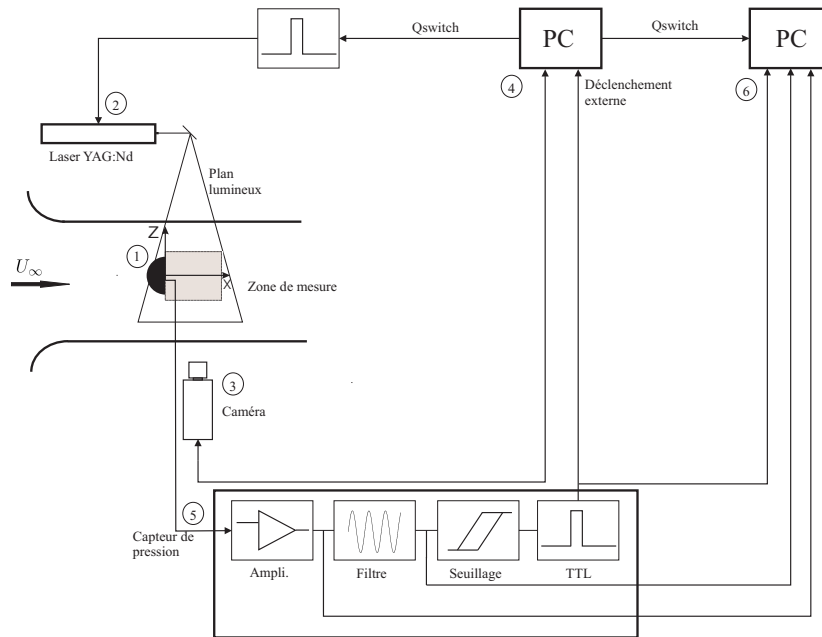 Qswitch
PC
Qswitch
PC
4
Déclenchement
externe
6
2
Laser YAG:Nd
Plan
lumineux
Z
1
U∞
X
Zone de mesure
3
Caméra
5
Capteur de
pression
Ampli.
Filtre
Seuillage
TTL